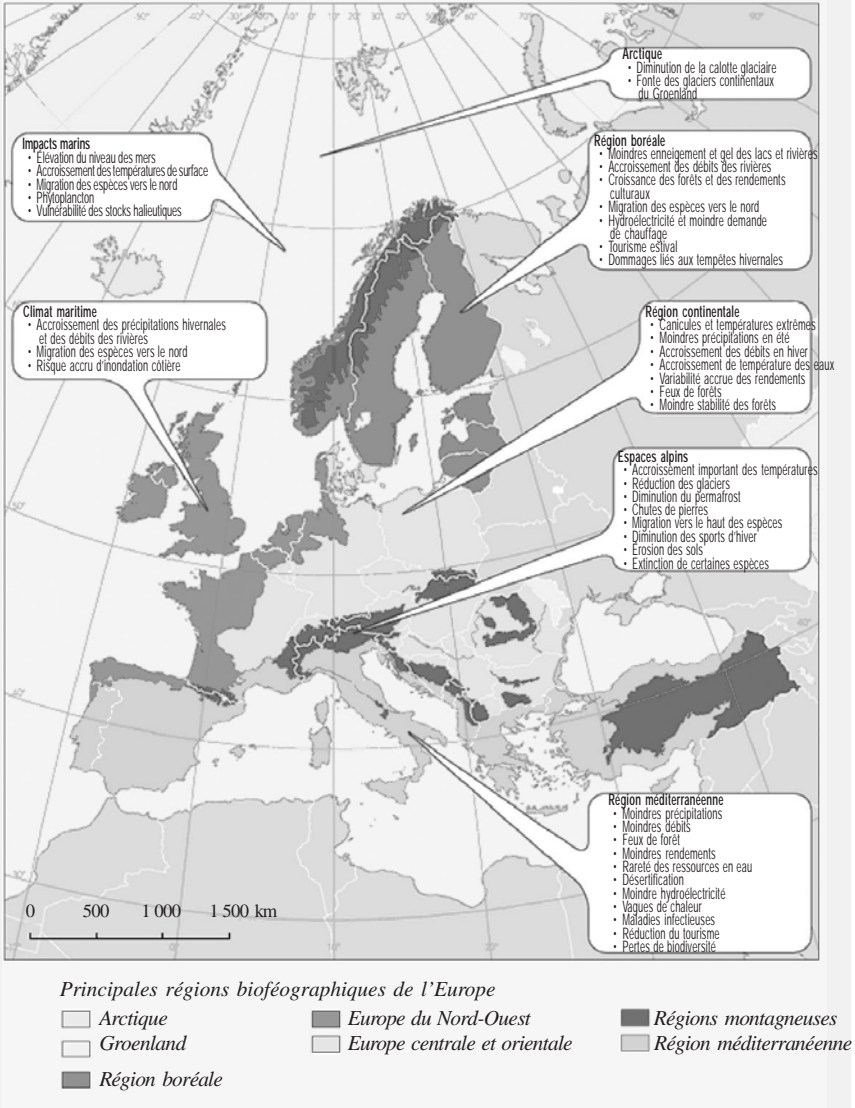 Arctique
• Diminution de la calotte glaciaire
• Fonte des glaciers continentaux
du Groenland
Impacts marins
• Élévation du niveau des mers
• Accroissement des températures de surface
• Migration des espèces vers le nord
• Phytoplancton
• Vulnérabilité des stocks halieutiques
Région boréale
• Moindres enneigement et gel des lacs et rivières
• Accroissement des débits des rivières
• Croissance des forêts et des rendements
culturaux
• Migration des espèces vers le nord
• Hydroélectricité et moindre demande
de chauffage
• Tourisme estival
• Dommages liés aux tempêtes hivernales
Climat maritime
• Accroissement des précipitations hivernales
et des débits des rivières
• Migration des espèces vers le nord
• Risque accru d'inondation côtière
Région continentale
• Canicules et températures extrêmes
• Moindres précipitations en été
• Accroissement des débits en hiver
• Accroissement de température des eaux
• Variabilité accrue des rendements
• Feux de forêts
• Moindre stabilité des forêts
Espaces alpins
• Accroissement important des températures
• Réduction des glaciers
• Diminution du permafrost
• Chutes de pierres
• Migration vers le haut des espèces
• Diminution des sports d'hiver
• Érosion des sols
• Extinction de certaines espèces
Région méditerranéenne
• Moindres précipitations
• Moindres débits
• Feux de forêt
• Moindres rendements
• Rareté des ressources en eau
• Désertification
• Moindre hydroélectricité
• Vagues de chaleur
• Maladies infectieuses
• Réduction du tourisme
• Pertes de biodiversité
0 500 1 000 1 500 km
Principales régions bioféographiques de l'Europe
Arctique
Groenland
Région boréale
Europe du Nord-Ouest
Europe centrale et orientale
Régions montagneuses
Région méditerranéenne